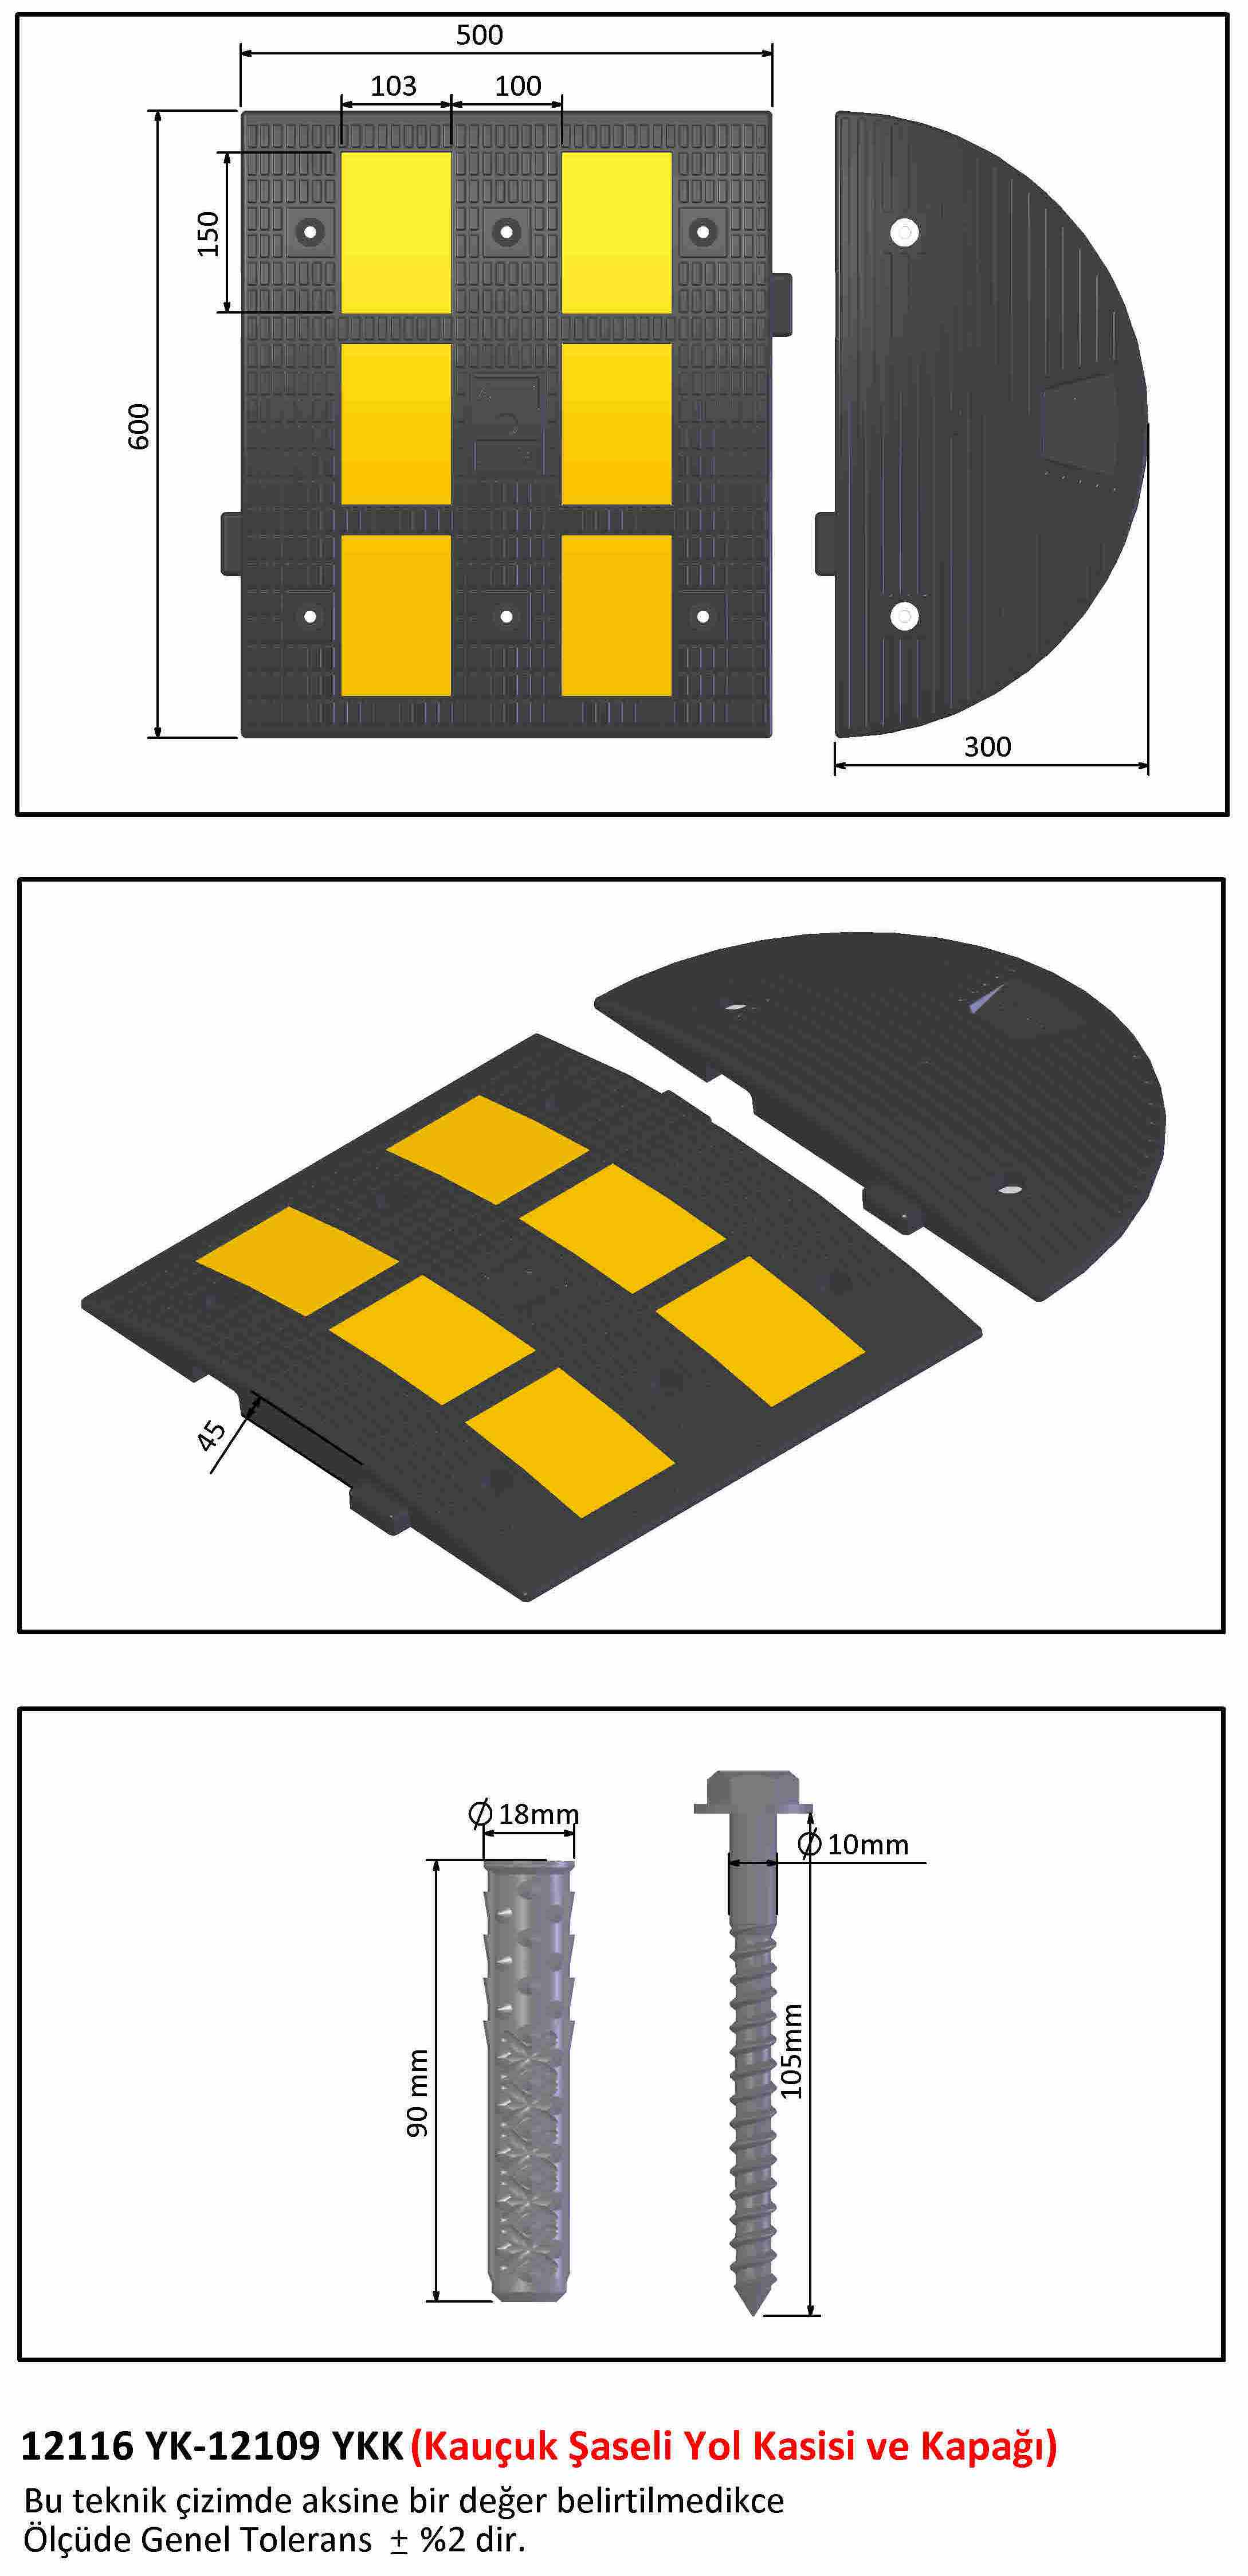 500
103
100
150
600
300
45
∅ 18mm
∅ 10mm
90 mm
105mm
12116 YK-12109 YKK (Kauçuk Şaseli Yol Kasisi ve Kapağı)
Bu teknik çizimde aksine bir değer belirtilmedikce
Ölçüde Genel Tolerans ± %2 dir.